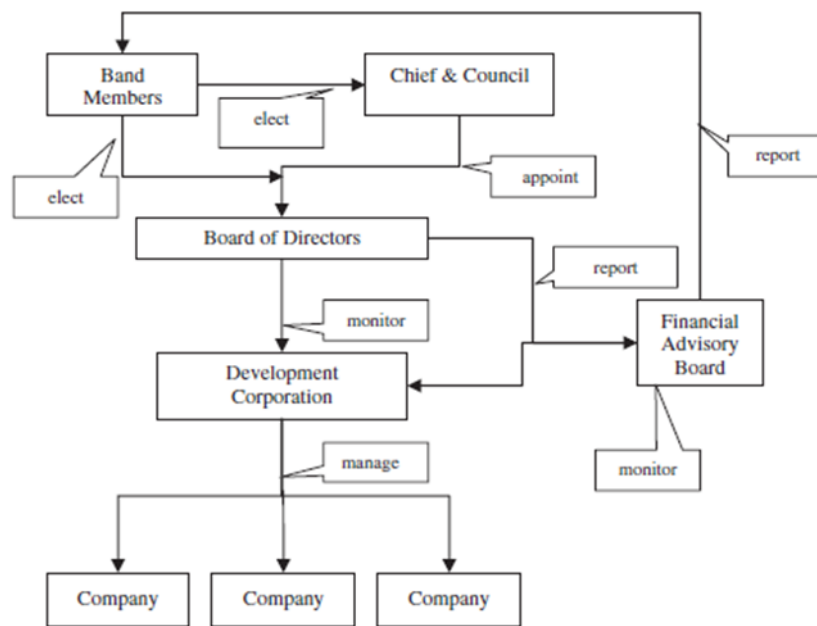 Band
Members
Chief & Council
elect
report
elect
appoint
Board of Directors
report
monitor
Financial
Advisory
Board
Development
Corporation
manage
monitor
Company
Company
Company